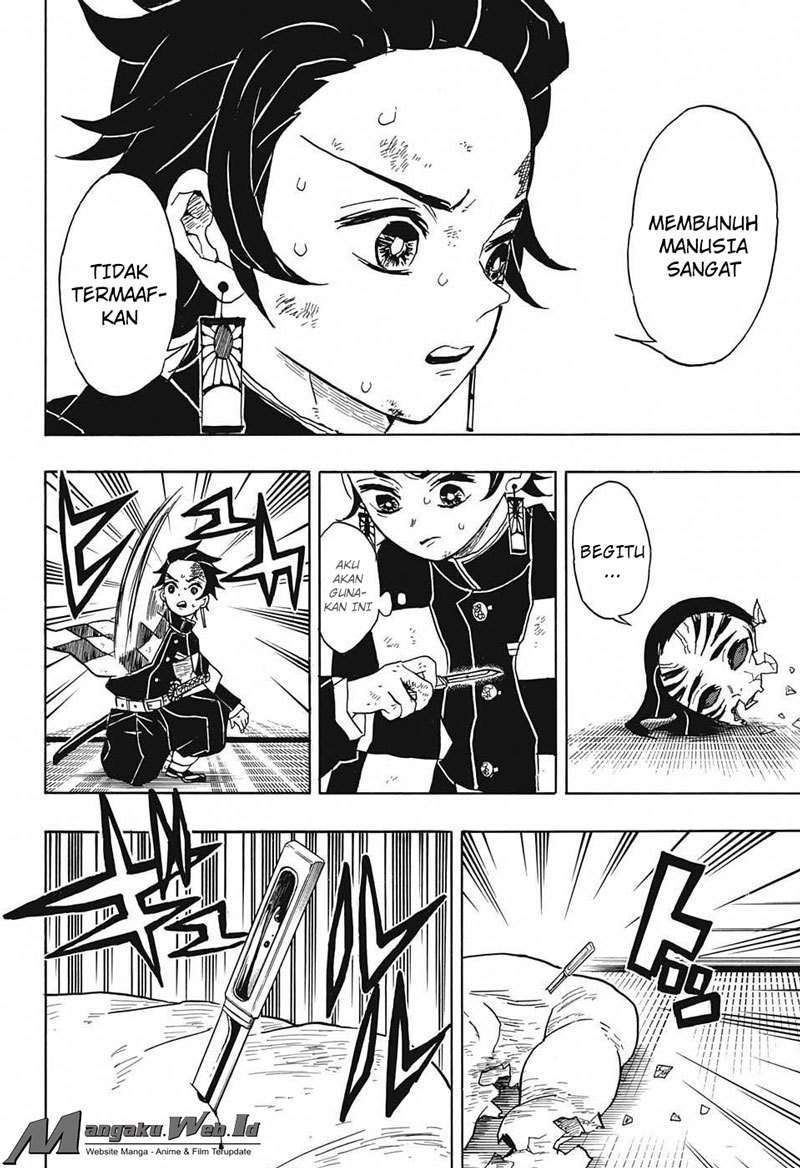 MEMBUNUH
MANUSIA
SANGAT
TIDAK
TERMAAF-
KAN
BEGITU
...
AKU
AKAN
GUNA-
KAN INI
Mangaku.Web.Id
Website Manga - Anime & Film Terupdate